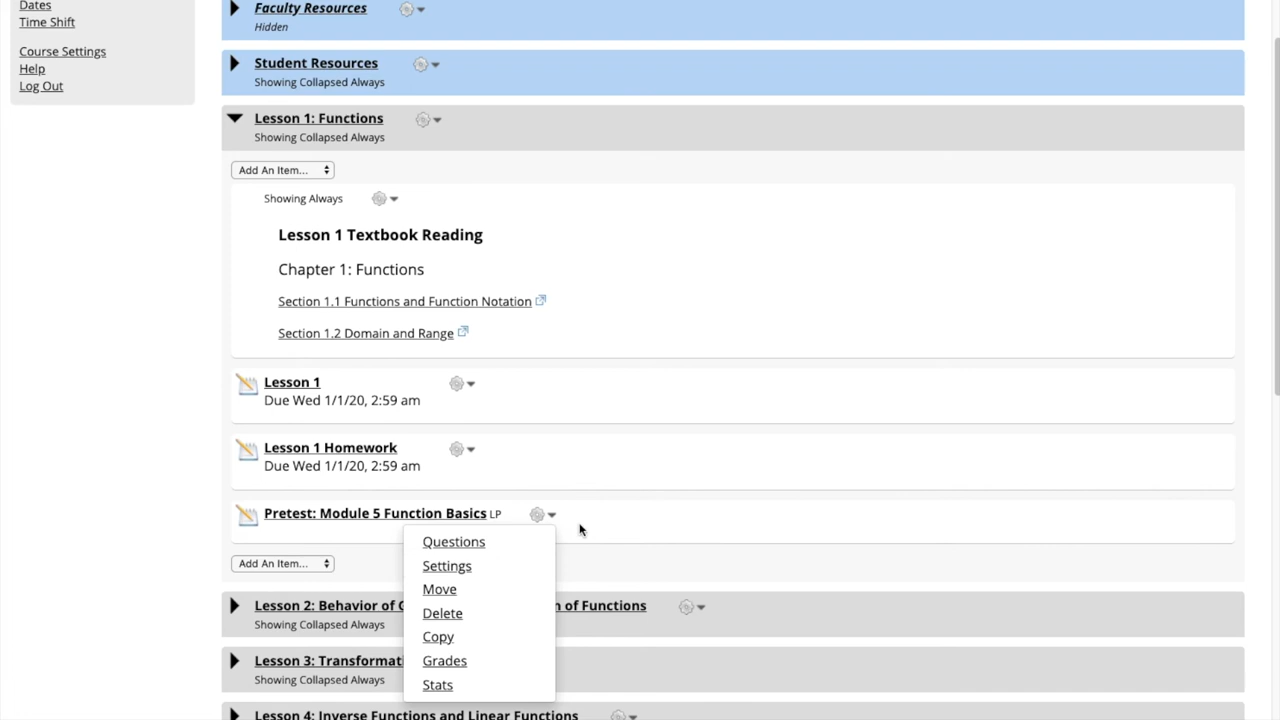 Dates
Time Shift
Course Settings
Help
Log Out
Faculty Resources
Hidden
Student Resources
Showing Collapsed Always
Lesson 1: Functions
Showing Collapsed Always
Add An Item...
Showing Always
Lesson 1 Textbook Reading
Chapter 1: Functions
Section 1.1 Functions and Function Notation
Section 1.2 Domain and Range
Lesson 1
Due Wed 1/1/20, 2:59 am
Lesson 1 Homework
Due Wed 1/1/20, 2:59 am
Pretest: Module 5 Function Basics LP
Questions
Settings
Move
Delete
Copy
Grades
Stats
Add An Item...
Lesson 2: Behavior of n of Functions
Showing Collapsed Always
Lesson 3:
Showing Collapsed Always
Lesson 4: Inverse Functions and Linear Functions